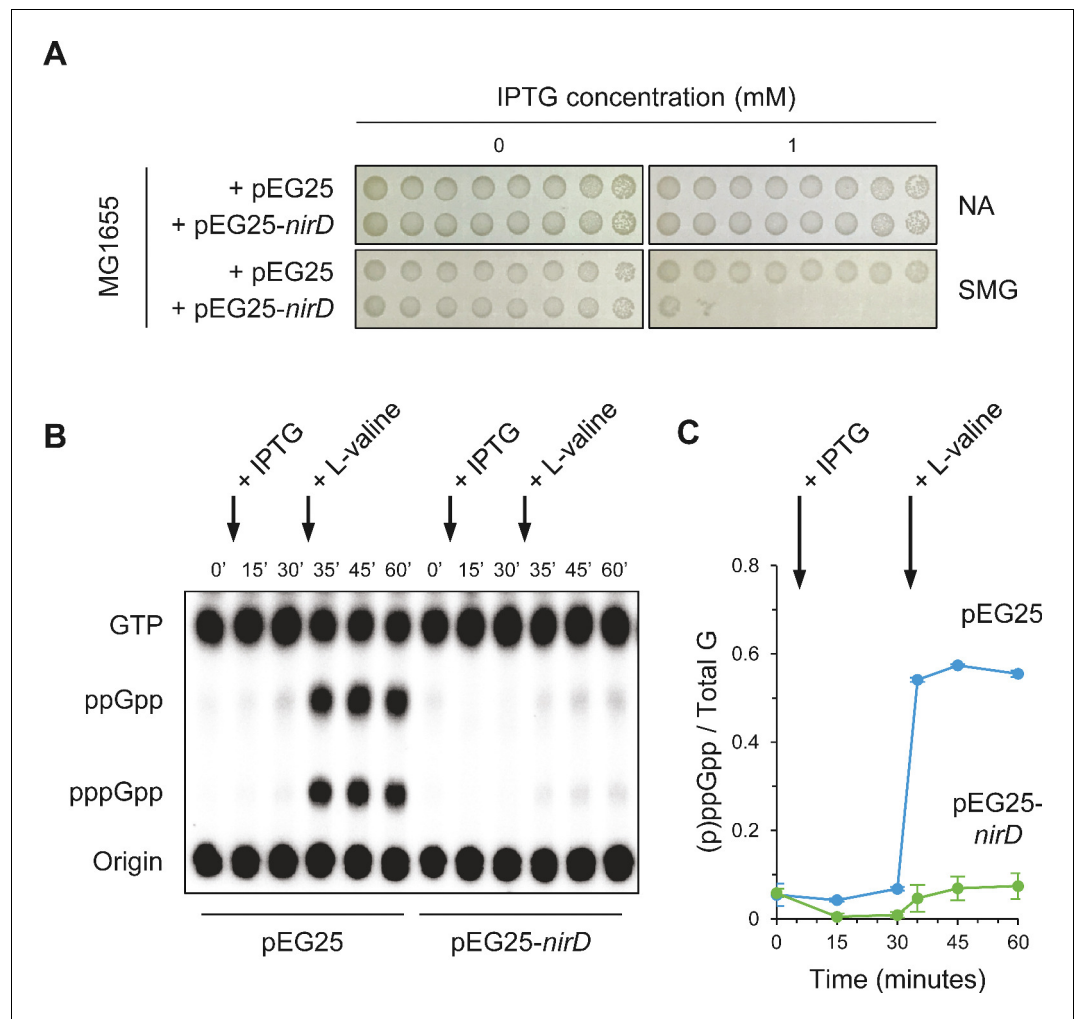 A
IPTG concentration (mM)
0 1
MG1655
+ pEG25
+ pEG25-nirD
NA
+ pEG25
+ pEG25-nirD
SMG
B
+ IPTG
+ L-valine
+ IPTG
+ L-valine
0' 15' 30' 35' 45' 60' 0' 15' 30' 35' 45' 60'
GTP
ppGpp
pppGpp
Origin
pEG25 pEG25-nirD
C
+ IPTG
+ L-valine
(p)ppGpp / Total G
0.8
0.6
0.4
0.2
0
pEG25
pEG25-
nirD
0 15 30 45 60
Time (minutes)